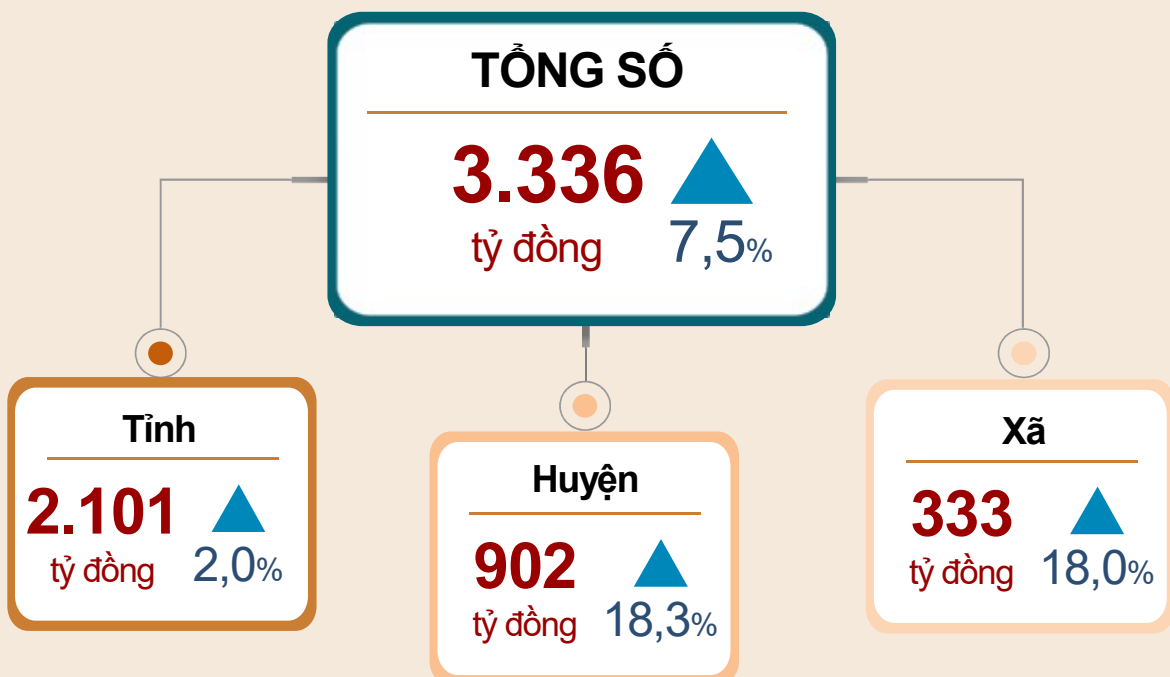 TỔNG SỐ
3.336
tỷ đồng
7,5%
Tỉnh
2.101
tỷ đồng
2,0%
Huyện
902
tỷ đồng
18,3%
Xã
333
tỷ đồng
18,0%